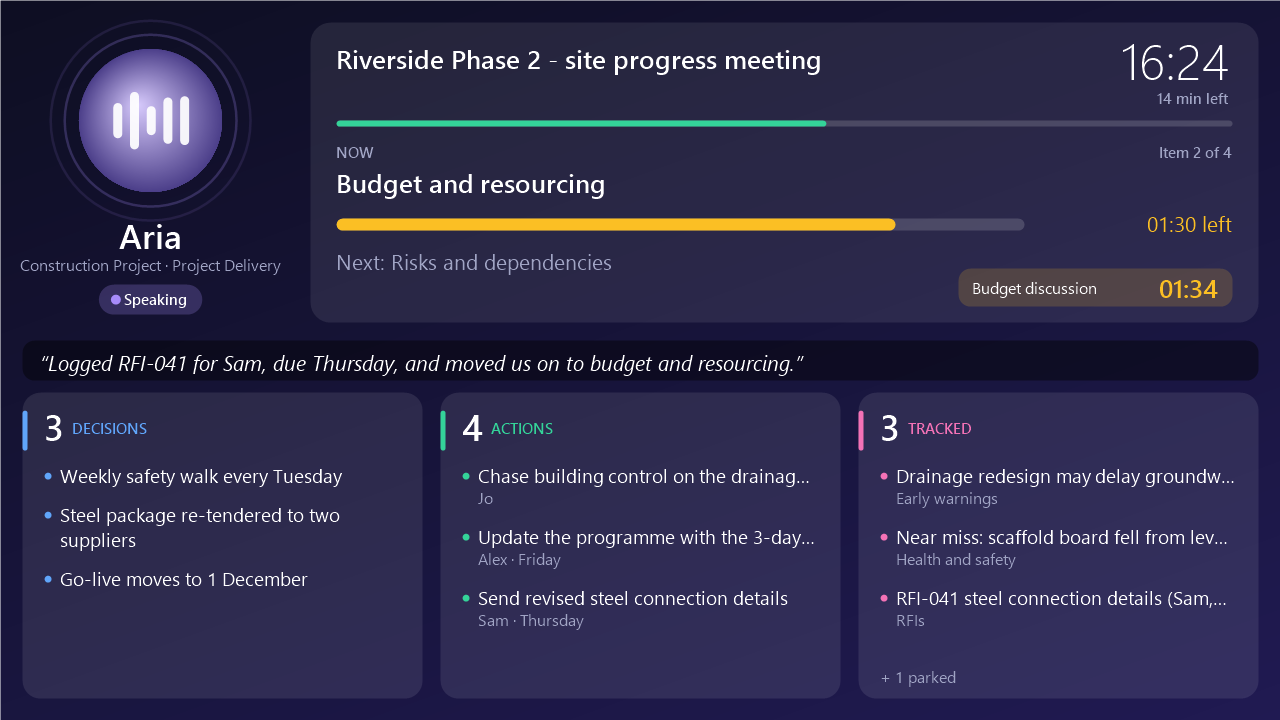 Aria
Construction Project · Project Delivery
Speaking
Riverside Phase 2 - site progress meeting
16:24
14 min left
NOW
Item 2 of 4
Budget and resourcing
01:30 left
Next: Risks and dependencies
Budget discussion 01:34
“Logged RFI-041 for Sam, due Thursday, and moved us on to budget and resourcing.”
3 DECISIONS
Weekly safety walk every Tuesday
Steel package re-tendered to two
suppliers
Go-live moves to 1 December
4 ACTIONS
Chase building control on the drainag...
Jo
Update the programme with the 3-day...
Alex · Friday
Send revised steel connection details
Sam · Thursday
3 TRACKED
Drainage redesign may delay groundw...
Early warnings
Near miss: scaffold board fell from lev...
Health and safety
RFI-041 steel connection details (Sam,...
RFIs
+ 1 parked